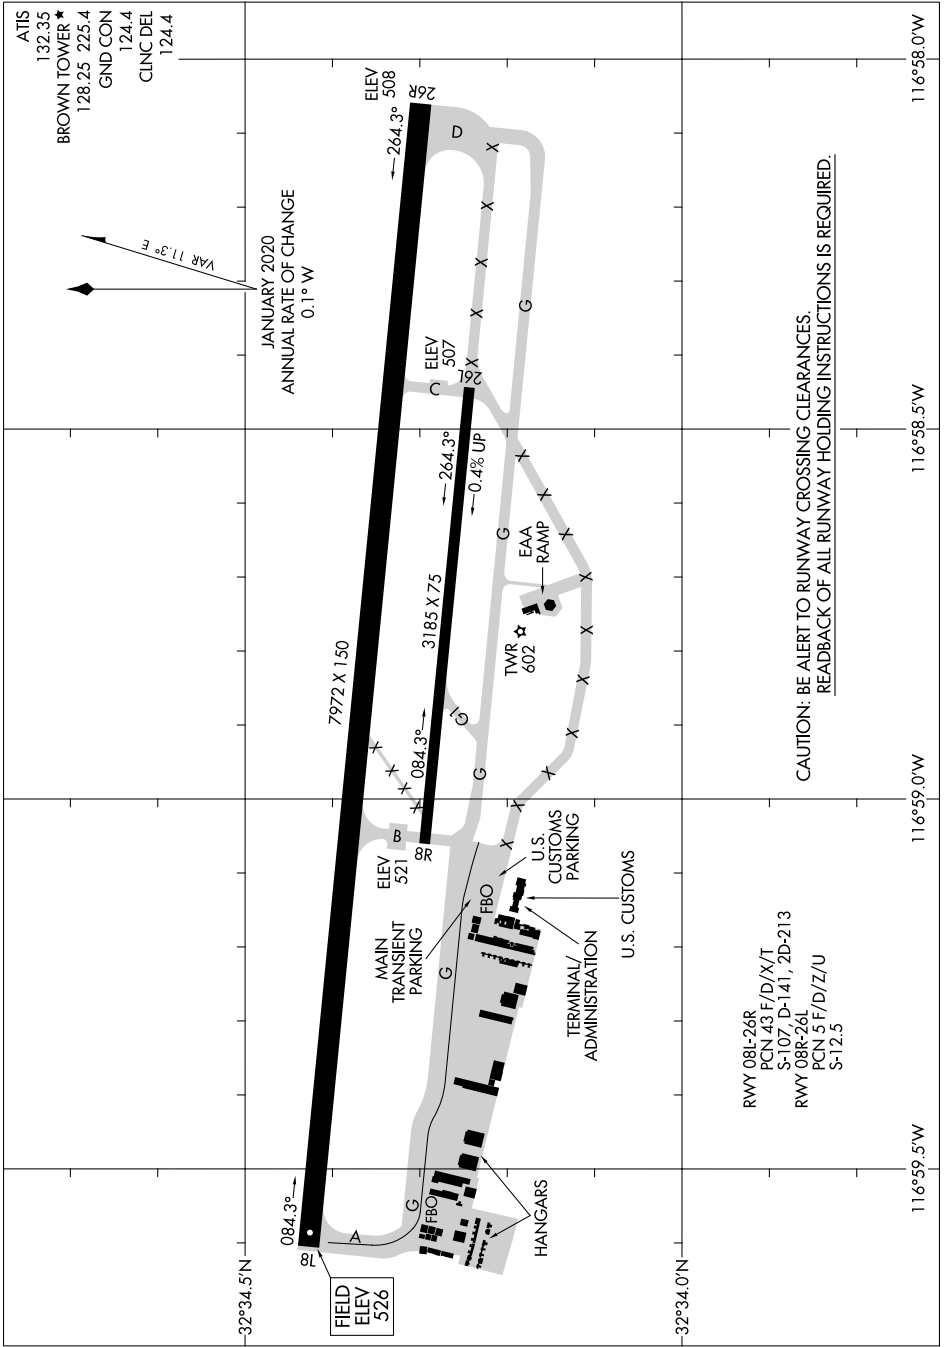 ATIS
132.35
BROWN TOWER★
128.25 225.4
GND CON
124.4
CLNC DEL
124.4
VAR 11.3° E
JANUARY 2020
ANNUAL RATE OF CHANGE
0.1° W
ELEV
508
26R
264.3°
D
X
X
X
X
X
G
ELEV
507
26L
C
264.3°
0.4% UP
7972 X 150
3185 X 75
G
EAA
RAMP
TWR
602
X
X
X
X
X
X
X
X
X
X
G1
084.3°
G
X
X
X
X
B
8R
ELEV
521
U.S.
CUSTOMS
PARKING
FBO
MAIN
TRANSIENT
PARKING
G
U.S. CUSTOMS
TERMINAL/
ADMINISTRATION
HANGARS
G
FBO
A
084.3°
8L
FIELD
ELEV
526
32°34.5'N
32°34.0'N
116°58.0'W
116°58.5'W
116°59.0'W
116°59.5'W
CAUTION: BE ALERT TO RUNWAY CROSSING CLEARANCES.
READBACK OF ALL RUNWAY HOLDING INSTRUCTIONS IS REQUIRED.
RWY 08L-26R
PCN 43 F/D/X/T
S-107, D-141, 2D-213
RWY 08R-26L
PCN 5 F/D/Z/U
S-12.5